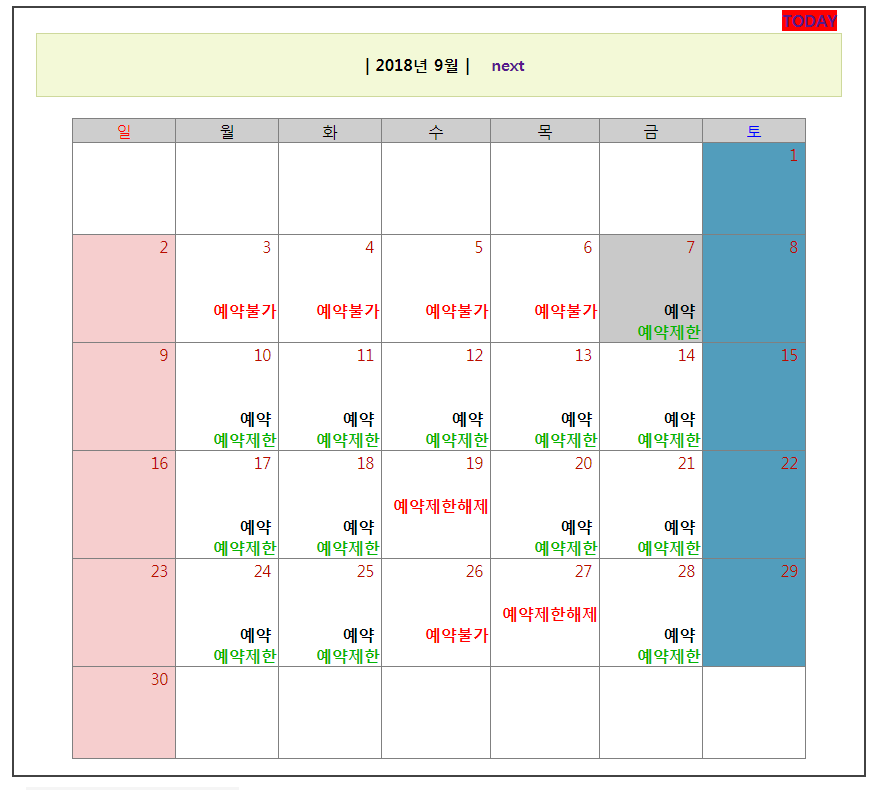 TODAY
| 2018년 9월 | next
일 월 화 수 목 금 토
1
2 3 4 5 6 7 8
예약불가 예약불가 예약불가 예약불가 예약
예약제한
9 10 11 12 13 14 15
예약 예약 예약 예약 예약
예약제한 예약제한 예약제한 예약제한 예약제한
16 17 18 19 20 21 22
예약제한해제
예약 예약 예약 예약
예약제한 예약제한 예약제한 예약제한
23 24 25 26 27 28 29
예약제한해제
예약 예약 예약불가 예약
예약제한 예약제한 예약제한
30